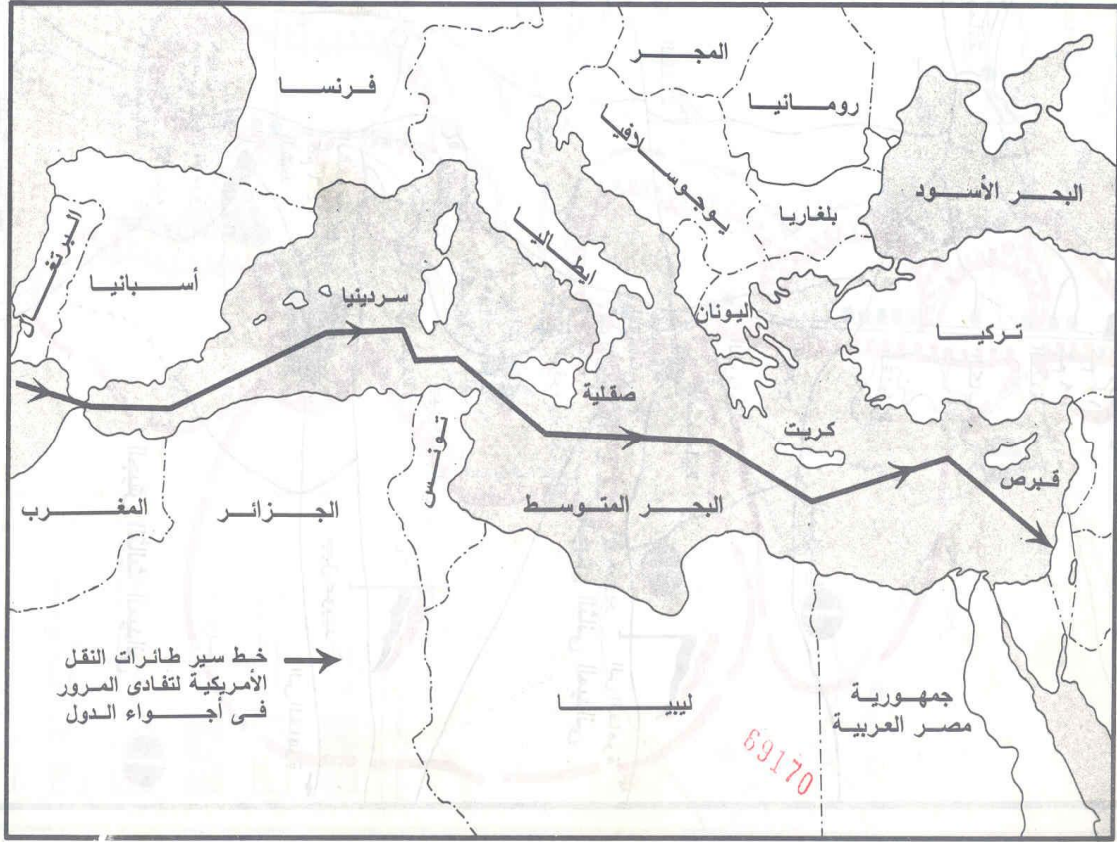 المجر
فرنسا
رومانيا
يوجوسلافيا
البحر الأسود
بلغاريا
إيطاليا
البرتغال
أسبانيا
سردينيا
اليونان
تركيا
صقلية
كريت
تونس
قبرص
المغرب
الجزائر
البحر المتوسط
خط سير طائرات النقل
الأمريكية لتفادى المرور
فى أجواء الدول
ليبيا
جمهورية
مصر العربية
69170